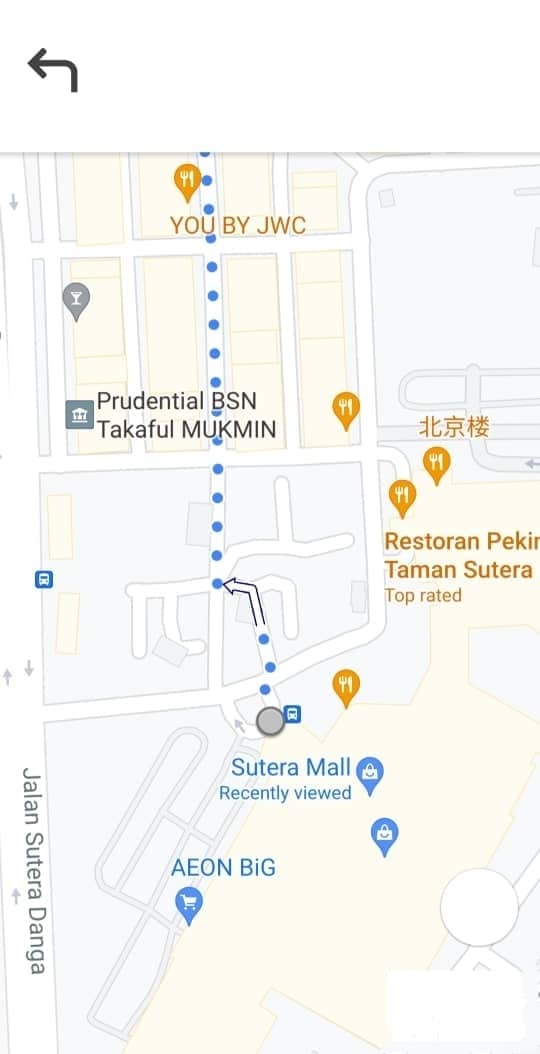 YOU BY JWC
Prudential BSN
Takaful MUKMIN
北京楼
Restoran Pekin
Taman Sutera
Top rated
Sutera Mall
Recently viewed
AEON BiG
Jalan Sutera Danga